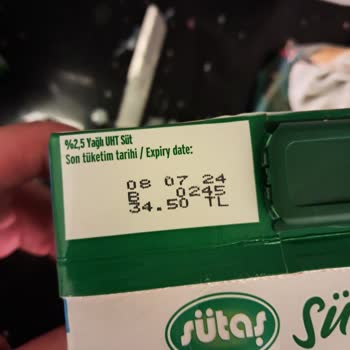 %2,5 Yağlı UHT Süt
Son tüketim tarihi / Expiry date:
08 07 24
B 0245
34.50 TL
sütaş
Sü